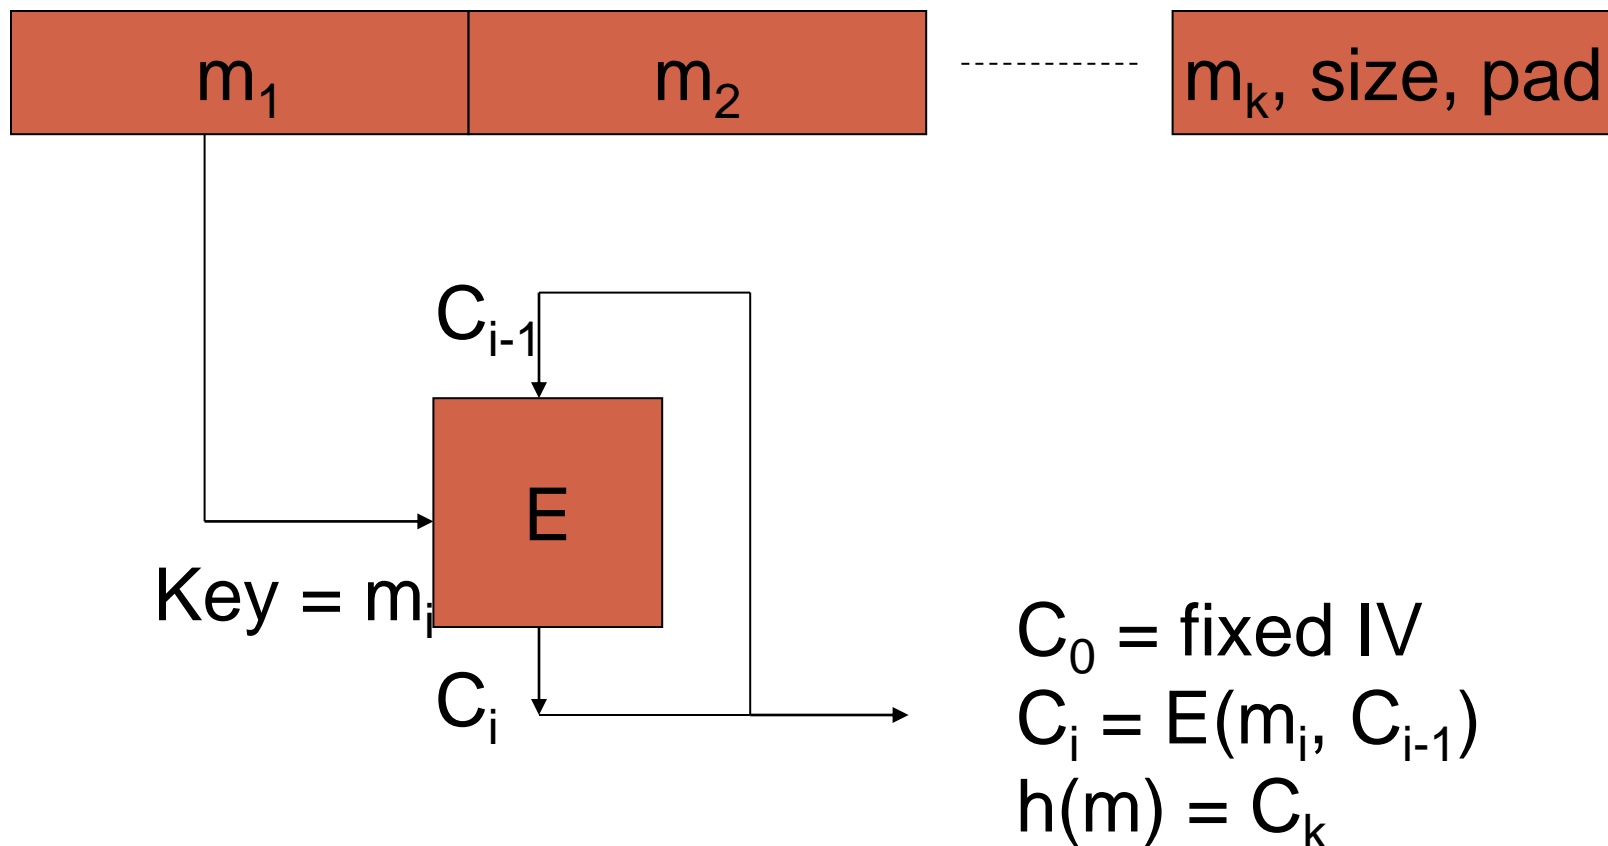 m₁
m₂
mₖ, size, pad
Cᵢ₋₁
E
Key = mᵢ
Cᵢ
C₀ = fixed IV
Cᵢ = E(mᵢ, Cᵢ₋₁)
h(m) = Cₖ